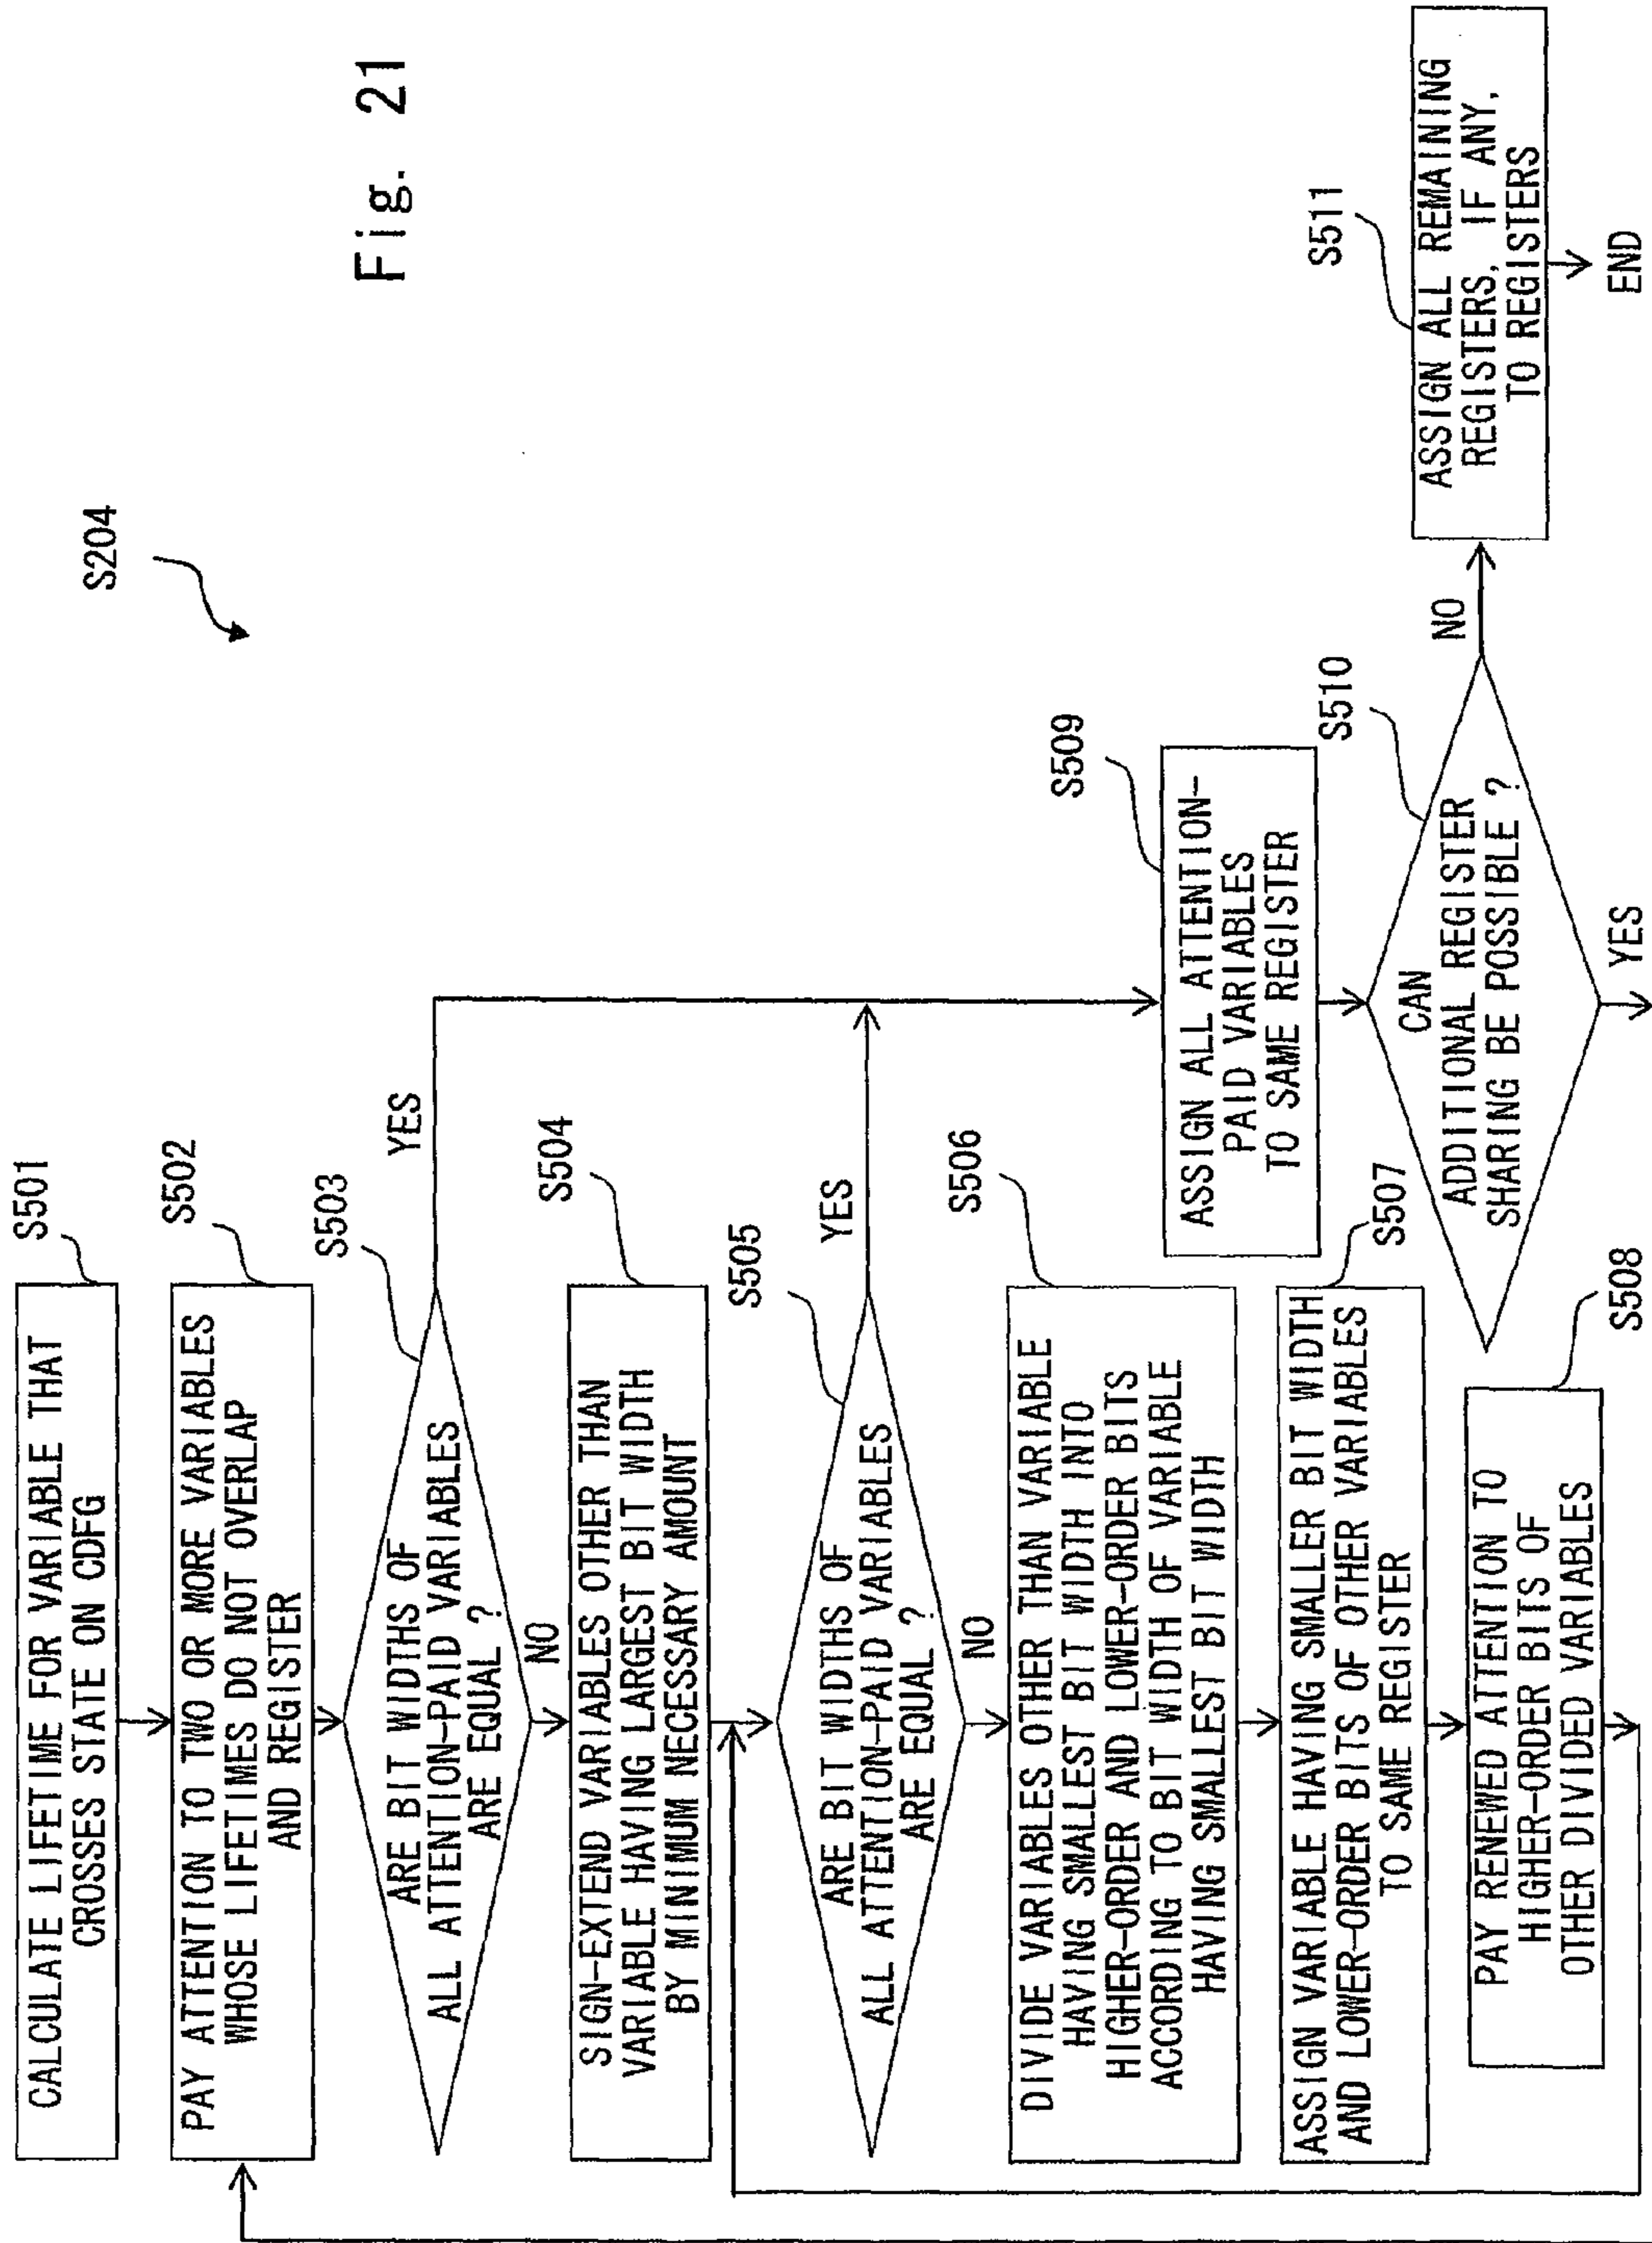 Fig. 21
S204
S501
CALCULATE LIFETIME FOR VARIABLE THAT
CROSSES STATE ON CDFG
S502
PAY ATTENTION TO TWO OR MORE VARIABLES
WHOSE LIFETIMES DO NOT OVERLAP
AND REGISTER
S503
ARE BIT WIDTHS OF
ALL ATTENTION-PAID VARIABLES
ARE EQUAL ?
YES
NO
S504
SIGN-EXTEND VARIABLES OTHER THAN
VARIABLE HAVING LARGEST BIT WIDTH
BY MINIMUM NECESSARY AMOUNT
S505
ARE BIT WIDTHS OF
ALL ATTENTION-PAID VARIABLES
ARE EQUAL ?
YES
NO
S506
DIVIDE VARIABLES OTHER THAN VARIABLE
HAVING SMALLEST BIT WIDTH INTO
HIGHER-ORDER AND LOWER-ORDER BITS
ACCORDING TO BIT WIDTH OF VARIABLE
HAVING SMALLEST BIT WIDTH
S507
ASSIGN VARIABLE HAVING SMALLER BIT WIDTH
AND LOWER-ORDER BITS OF OTHER VARIABLES
TO SAME REGISTER
S508
PAY RENEWED ATTENTION TO
HIGHER-ORDER BITS OF
OTHER DIVIDED VARIABLES
S509
ASSIGN ALL ATTENTION-
PAID VARIABLES
TO SAME REGISTER
S510
CAN
ADDITIONAL REGISTER
SHARING BE POSSIBLE ?
NO
YES
S511
ASSIGN ALL REMAINING
REGISTERS, IF ANY,
TO REGISTERS
END